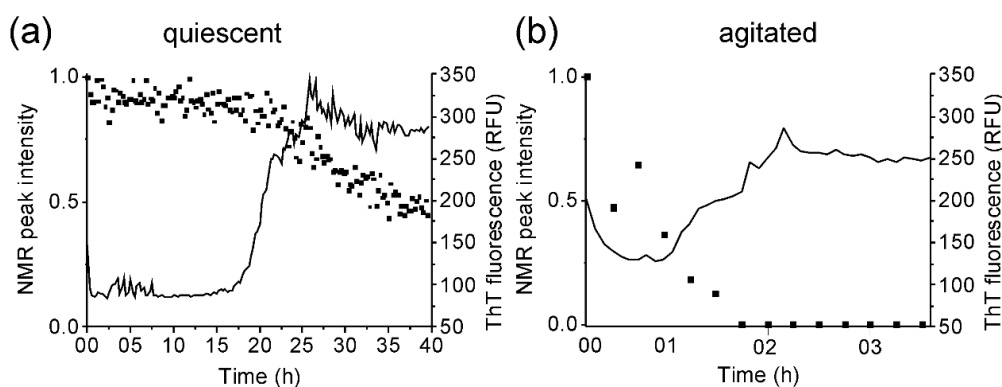 (a) quiescent
NMR peak intensity
1.0
0.5
0.0
00 05 10 15 20 25 30 35 40
Time (h)
350
300
250
200
150
100
50
ThT fluorescence (RFU)
(b) agitated
NMR peak intensity
1.0
0.5
0.0
00 01 02 03
Time (h)
350
300
250
200
150
100
50
ThT fluorescence (RFU)